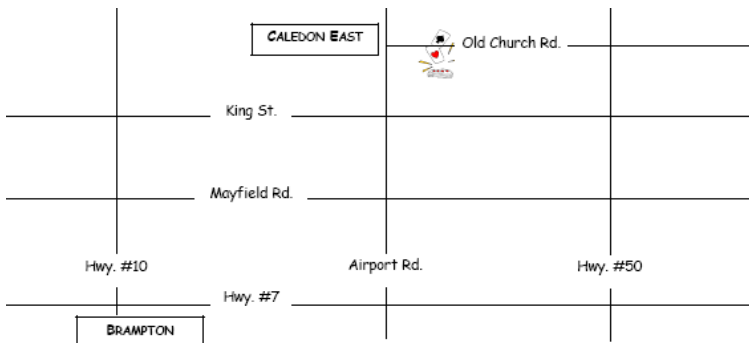 CALEDON EAST
Old Church Rd.
King St.
Mayfield Rd.
Hwy. #10
Airport Rd.
Hwy. #50
Hwy. #7
BRAMPTON